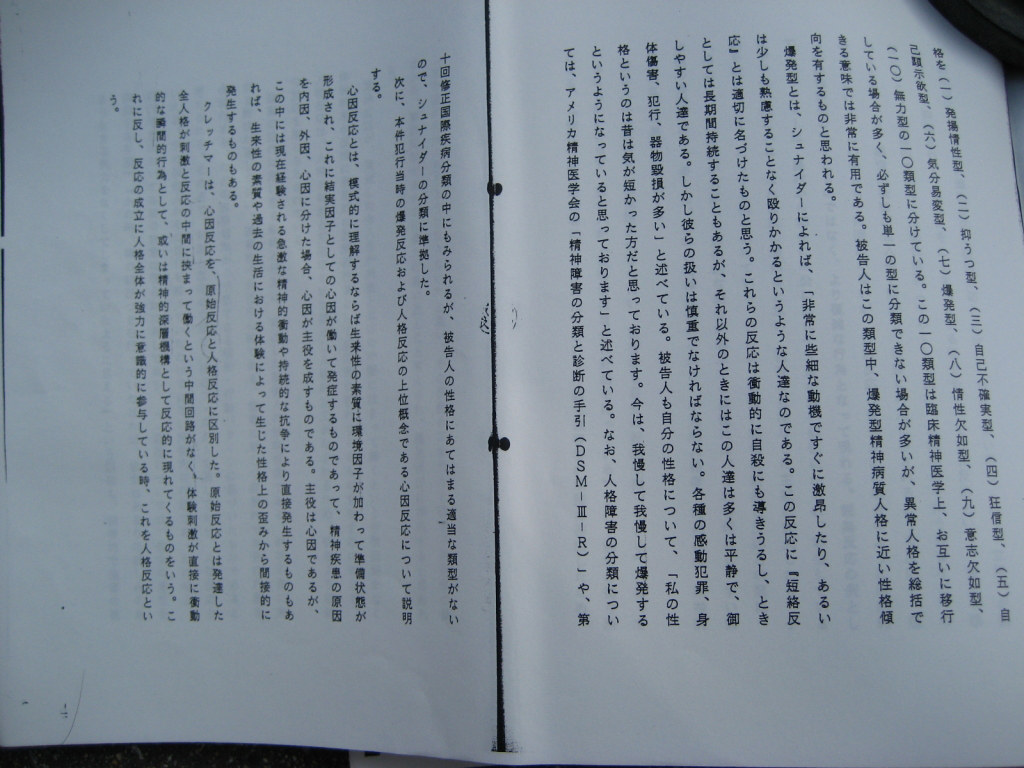 格を（一）発揚情性型、（二）抑うつ型、（三）自己不確実型、（四）狂信型、（五）自
己顕示欲型、（六）気分易変型、（七）爆発型、（八）情性欠如型、（九）意志欠如型、
（一〇）無力型の一〇類型に分けている。この一〇類型は臨床精神医学上、お互いに移行
している場合が多く、必ずしも単一の型に分類できない場合が多いが、異常人格を総括で
きる意味では非常に有用である。被告人はこの類型中、爆発型精神病質人格に近い性格傾
向を有するものと思われる。
爆発型とは、シュナイダーによれば、「非常に些細な動機ですぐに激昂したり、あるい
は少しも熟慮することなく殴りかかるというような人達なのである。この反応に『短絡反
応』とは適切に名づけたものと思う。これらの反応は衝動的に自殺にも導きうるし、とき
としては長期間持続することもあるが、それ以外のときにはこの人達は多くは平静で、御
しやすい人達である。しかし彼らの扱いは慎重でなければならない。各種の感動犯罪、身
体傷害、犯行、器物毀損が多い」と述べている。被告人も自分の性格について、「私の性
格というのは昔は気が短かった方だと思っております。今は、我慢して我慢して爆発する
というようになっていると思っております」と述べている。なお、人格障害の分類につい
ては、アメリカ精神医学会の「精神障害の分類と診断の手引（ＤＳＭ－Ⅲ－Ｒ）」や、第
十回修正国際疾病分類の中にもみられるが、被告人の性格にあてはまる適当な類型がない
ので、シュナイダーの分類に準拠した。
次に、本件犯行当時の爆発反応および人格反応の上位概念である心因反応について説明
する。
心因反応とは、模式的に理解するならば生来性の素質に環境因子が加わって準備状態が
形成され、これに結実因子としての心因が働いて発症するものであって、精神疾患の原因
を内因、外因、心因に分けた場合、心因が主役を成すものである。主役は心因であるが、
この中には現在経験される急激な精神的衝動や持続的な抗争により直接発生するものもあ
れば、生来性の素質や過去の生活における体験によって生じた性格上の歪みから間接的に
発生するものもある。
クレッチマーは、心因反応を、原始反応と人格反応に区別した。原始反応とは発達した
全人格が刺激と反応の中間に挟まって働くという中間回路がなく、体験刺激が直接に衝動
的な瞬間的行為として、或いは精神的深層機構として反応的に現れてくるものをいう。こ
れに反し、反応の成立に人格全体が強力に意識的に参与している時、これを人格反応とい
う。